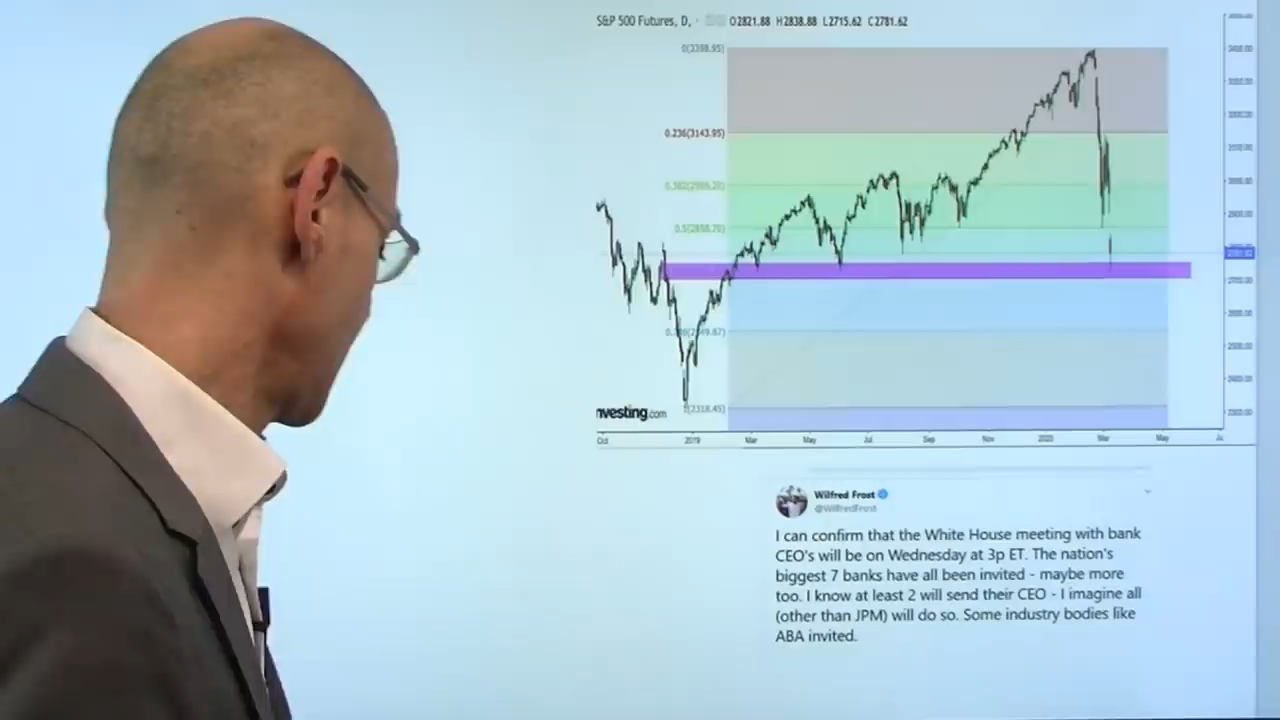 S&P 500 Futures, D, O2821.88 H2838.88 L2715.62 C2781.62
0(3398.95)
0.236(3143.95)
nvesting.com
Oct 2019 Mar May Jul Sep Nov 2020 Mar May
Wilfred Frost
@WilfredFrost
I can confirm that the White House meeting with bank
CEO's will be on Wednesday at 3p ET. The nation's
biggest 7 banks have all been invited - maybe more
too. I know at least 2 will send their CEO - I imagine all
(other than JPM) will do so. Some industry bodies like
ABA invited.